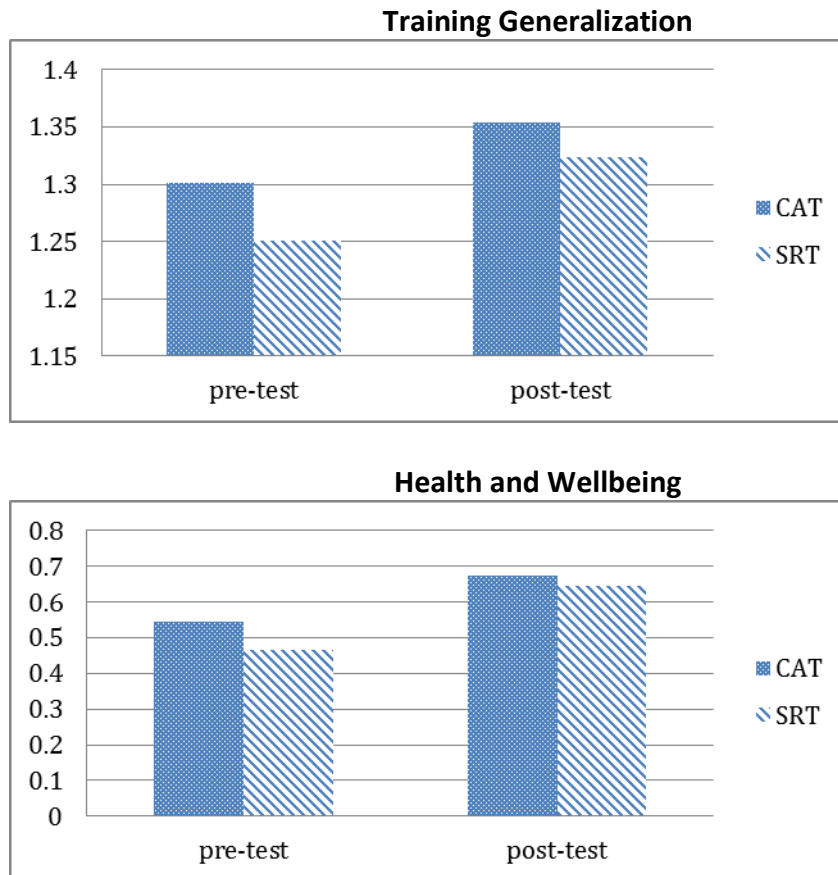 Training Generalization
1.4
1.35
1.3
1.25
1.2
1.15
CAT
SRT
pre-test post-test
Health and Wellbeing
0.8
0.7
0.6
0.5
0.4
0.3
0.2
0.1
0
CAT
SRT
pre-test post-test